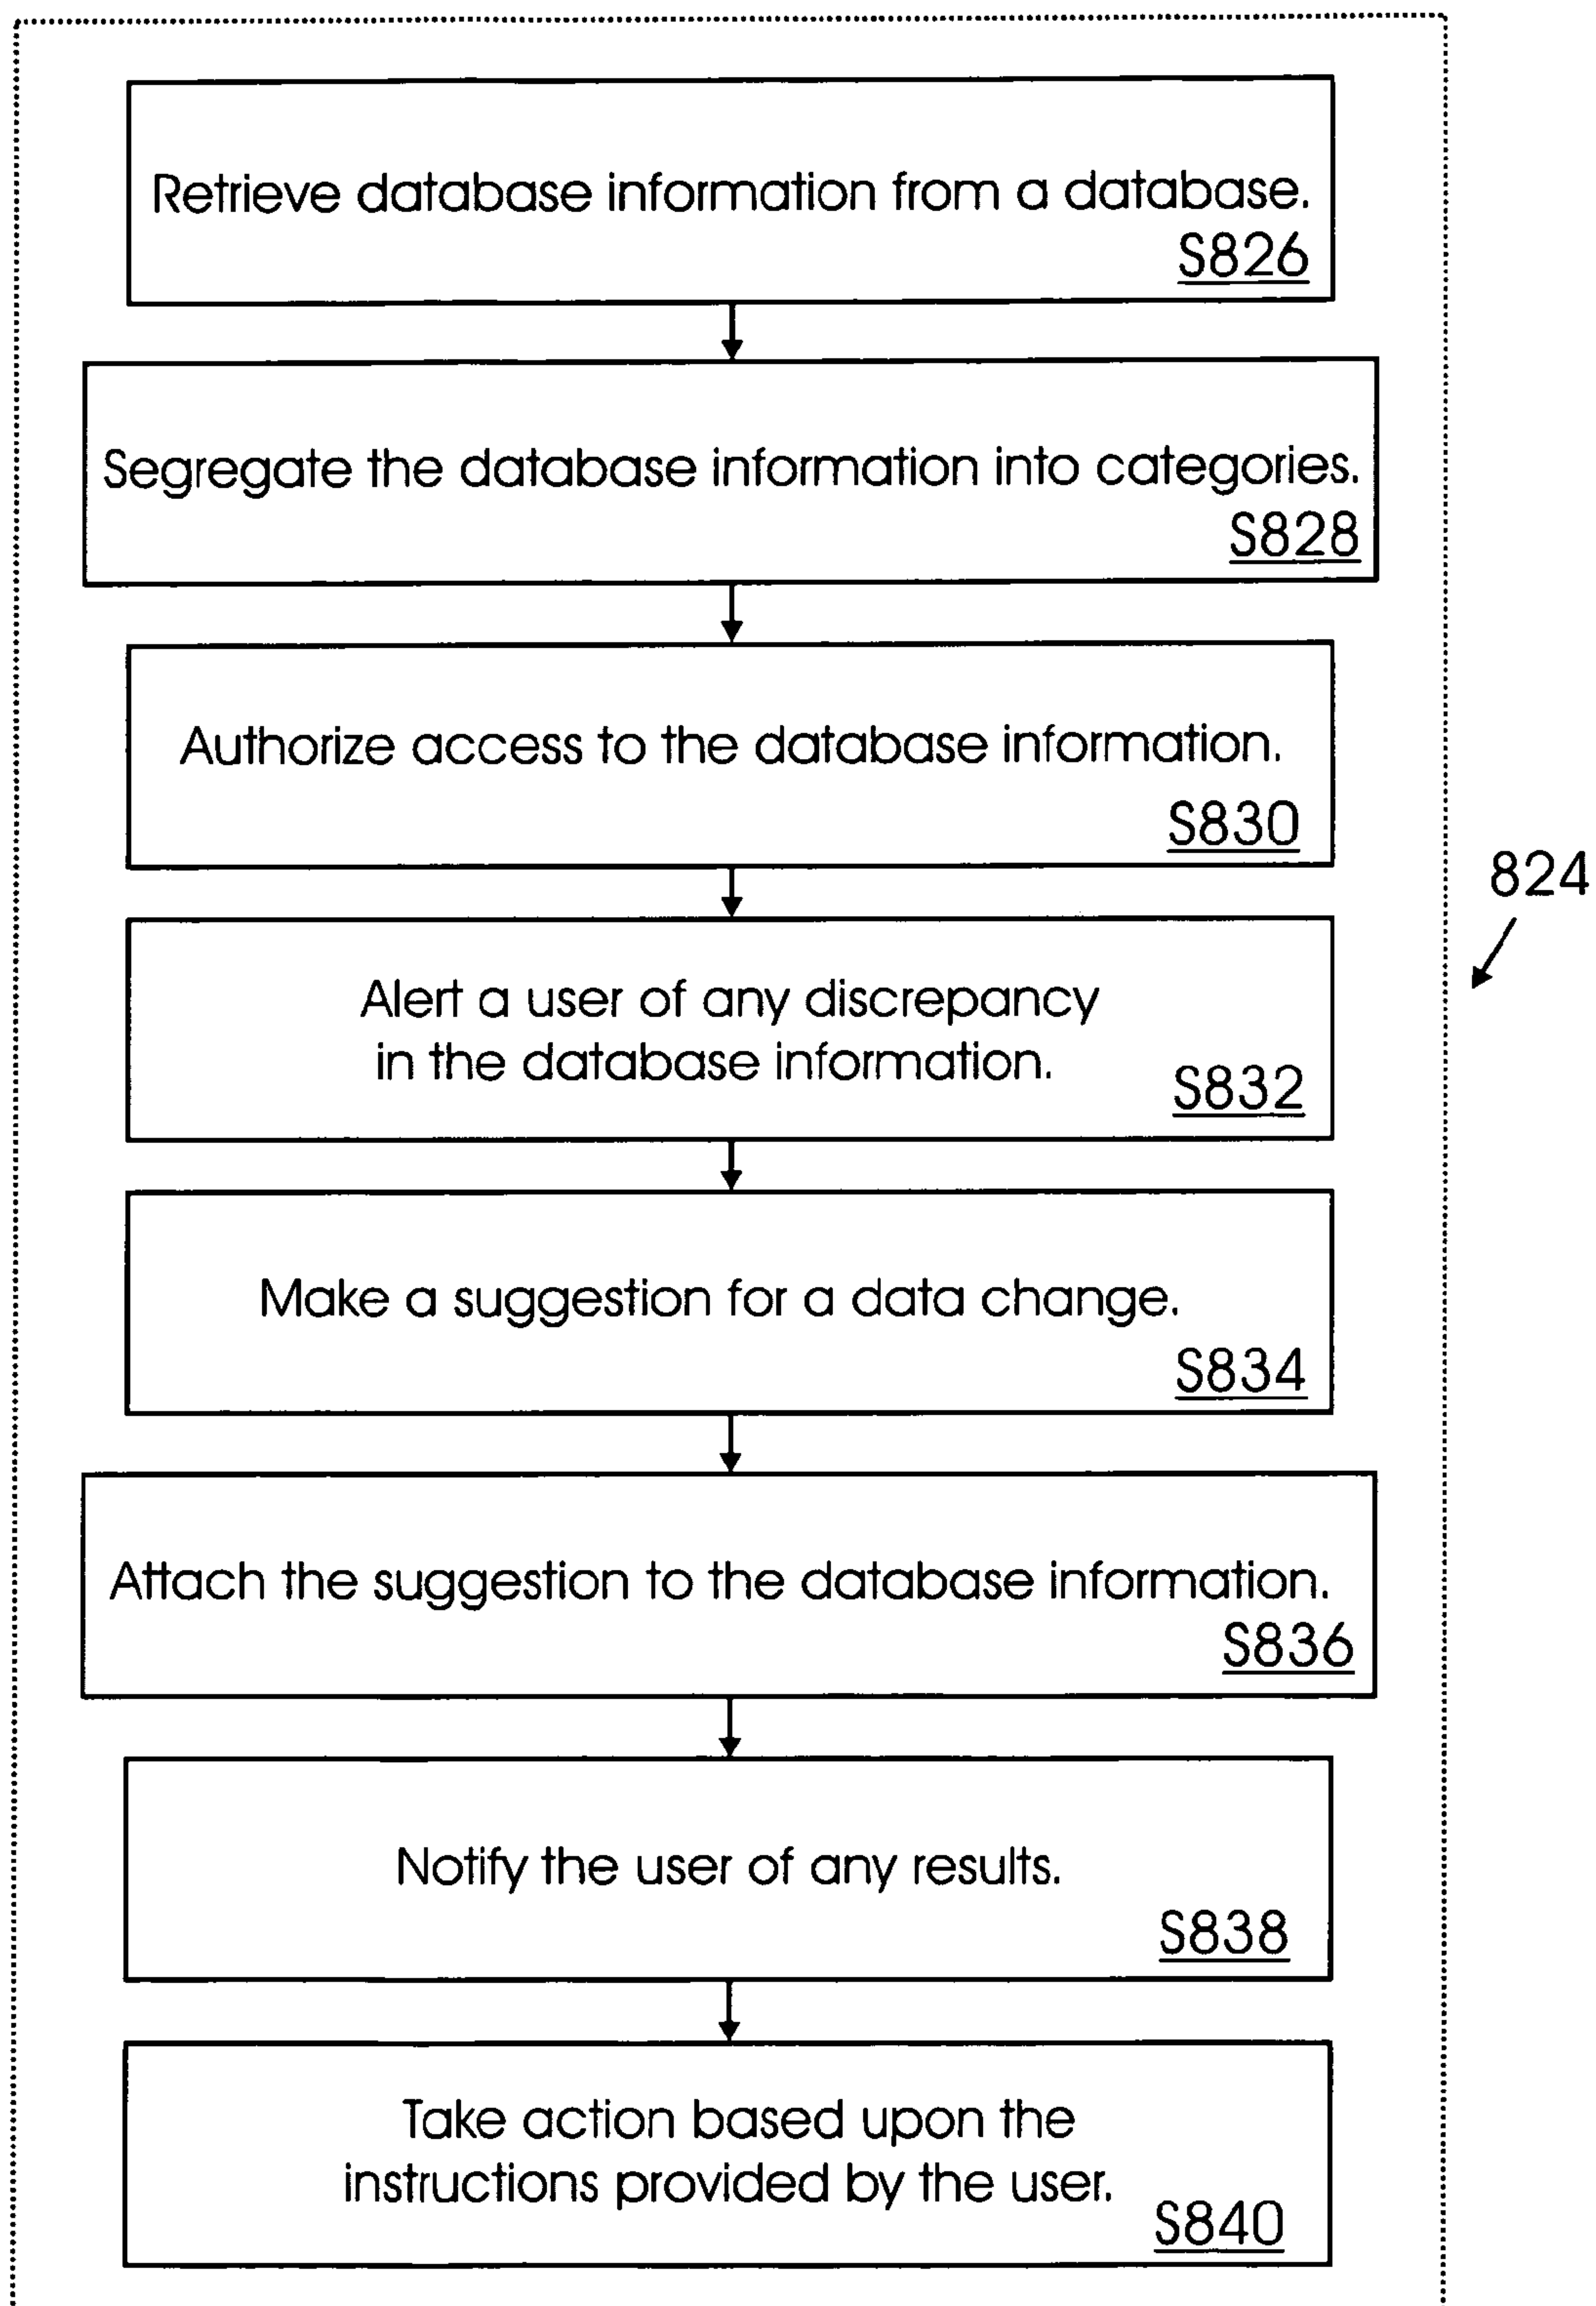 Retrieve database information from a database.
S826
Segregate the database information into categories.
S828
Authorize access to the database information.
S830
824
Alert a user of any discrepancy
in the database information.
S832
Make a suggestion for a data change.
S834
Attach the suggestion to the database information.
S836
Notify the user of any results.
S838
Take action based upon the
instructions provided by the user.
S840